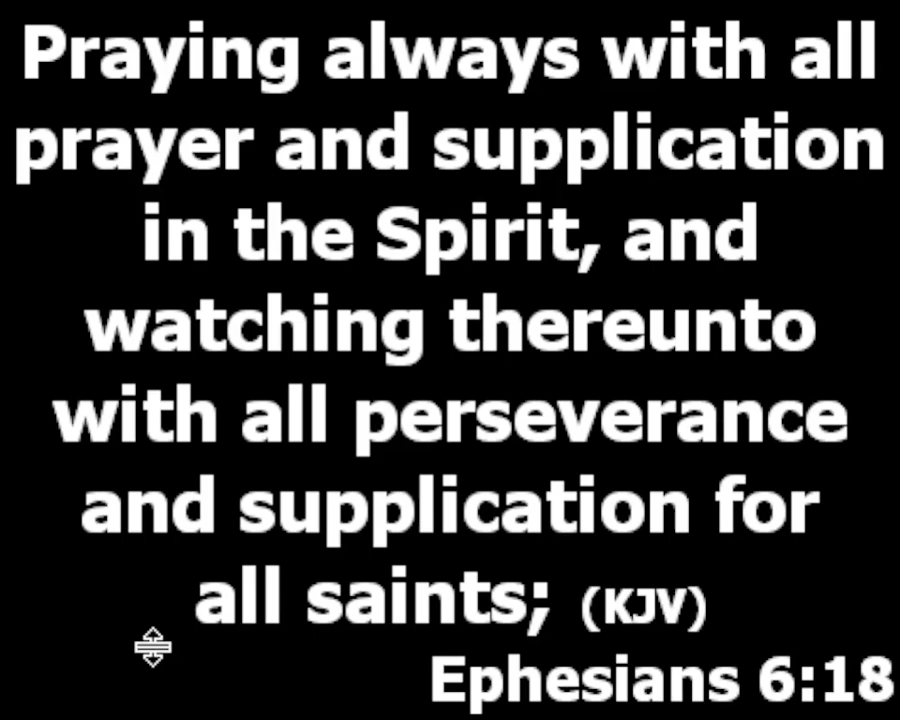 Praying always with all
prayer and supplication
in the Spirit, and
watching thereunto
with all perseverance
and supplication for
all saints; (KJV)
Ephesians 6:18